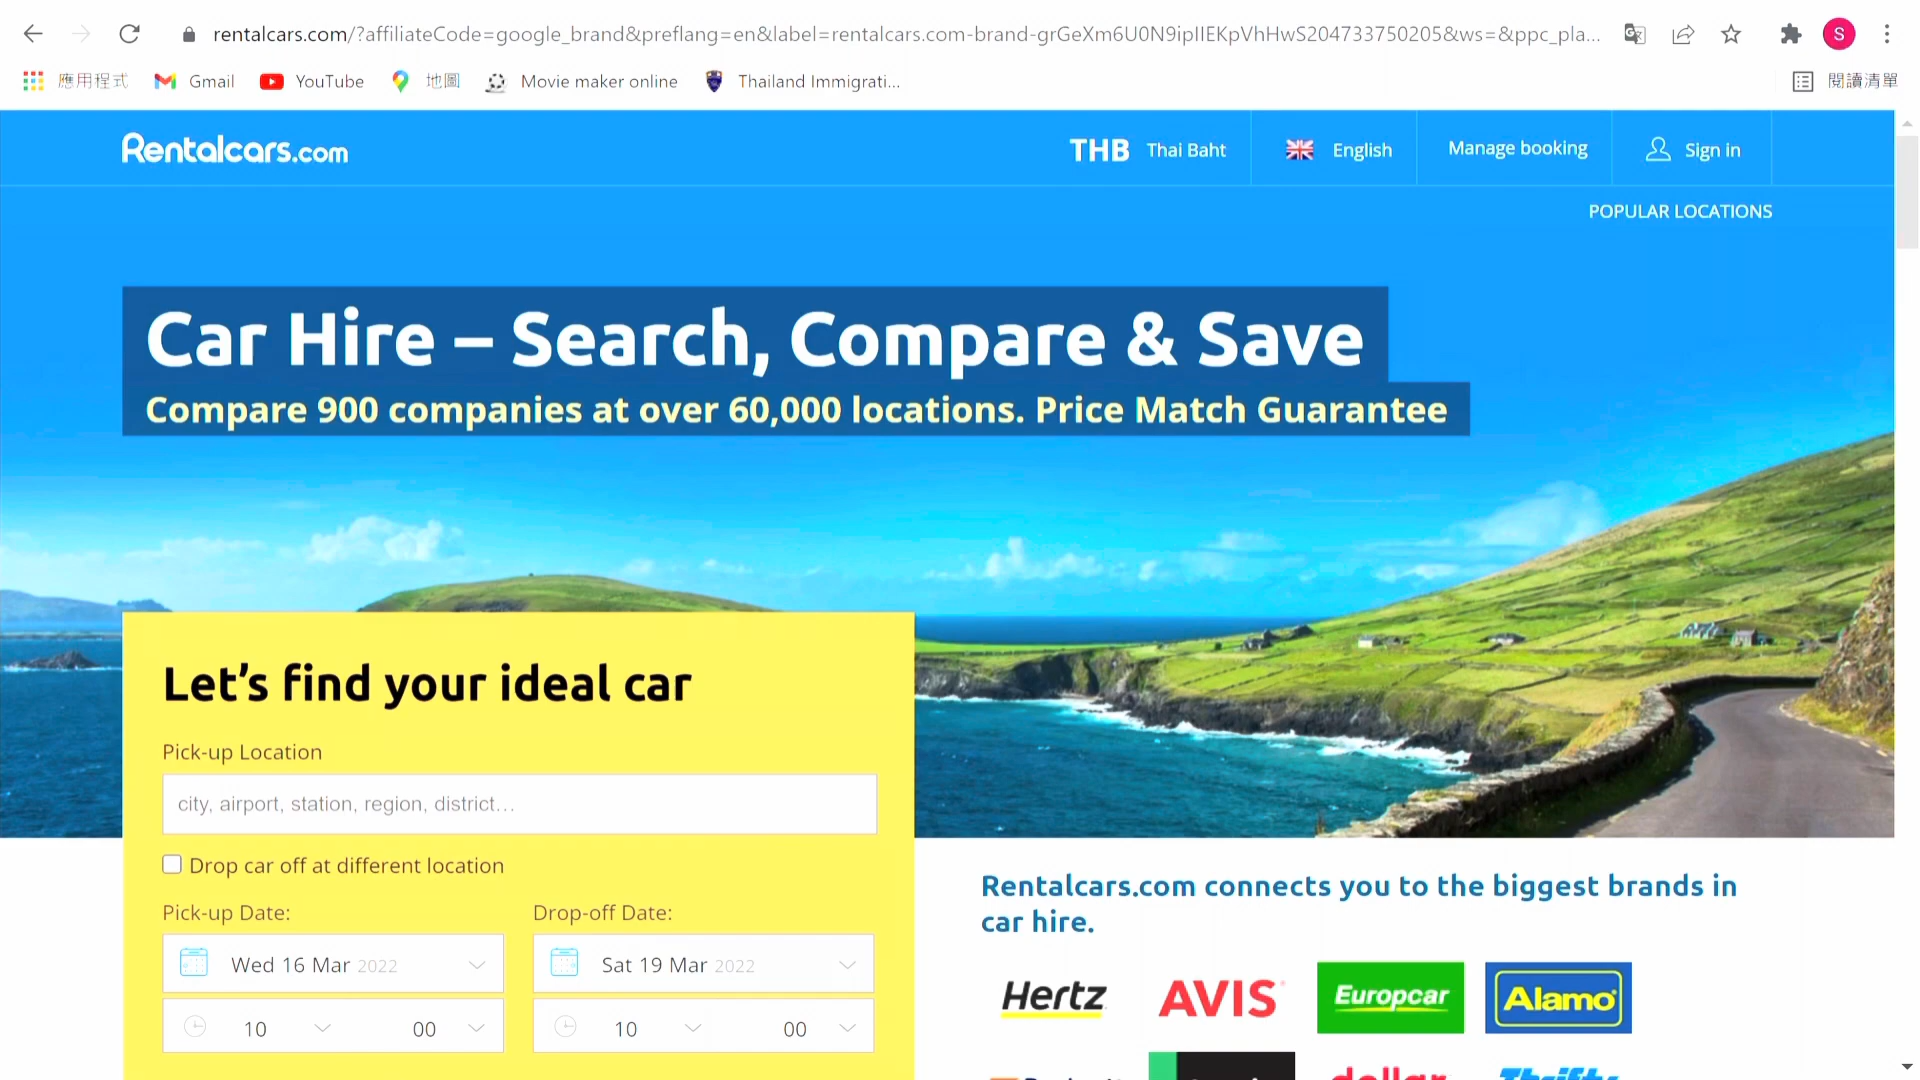 rentalcars.com/?affiliateCode=google_brand&preflang=en&label=rentalcars.com-brand-grGeXm6U0N9ipIIEKpVhHwS204733750205&ws=&ppc_pla...
S
應用程式 Gmail YouTube 地圖 Movie maker online Thailand Immigrati... 閱讀清單
Rentalcars.com THB Thai Baht English Manage booking Sign in
POPULAR LOCATIONS
Car Hire – Search, Compare & Save
Compare 900 companies at over 60,000 locations. Price Match Guarantee
Let's find your ideal car
Pick-up Location
city, airport, station, region, district...
Drop car off at different location
Pick-up Date: Drop-off Date:
Wed 16 Mar 2022 Sat 19 Mar 2022
10 00 10 00
Rentalcars.com connects you to the biggest brands in
car hire.
Hertz AVIS Europcar Alamo
dollar Thrifty